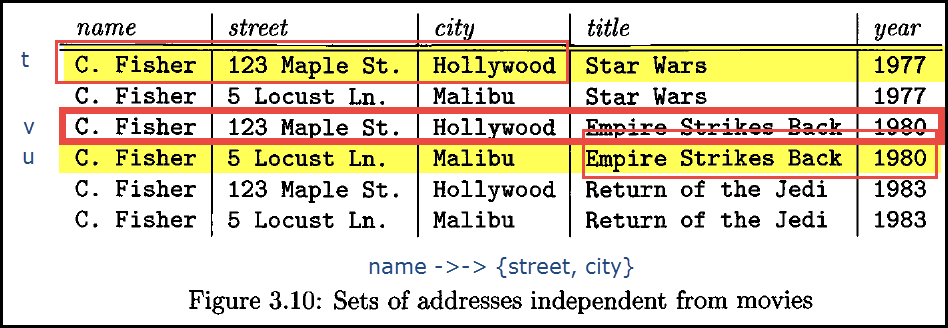 name street city title year
t C. Fisher 123 Maple St. Hollywood Star Wars 1977
C. Fisher 5 Locust Ln. Malibu Star Wars 1977
v C. Fisher 123 Maple St. Hollywood Empire Strikes Back 1980
u C. Fisher 5 Locust Ln. Malibu Empire Strikes Back 1980
C. Fisher 123 Maple St. Hollywood Return of the Jedi 1983
C. Fisher 5 Locust Ln. Malibu Return of the Jedi 1983
name ->-> {street, city}
Figure 3.10: Sets of addresses independent from movies